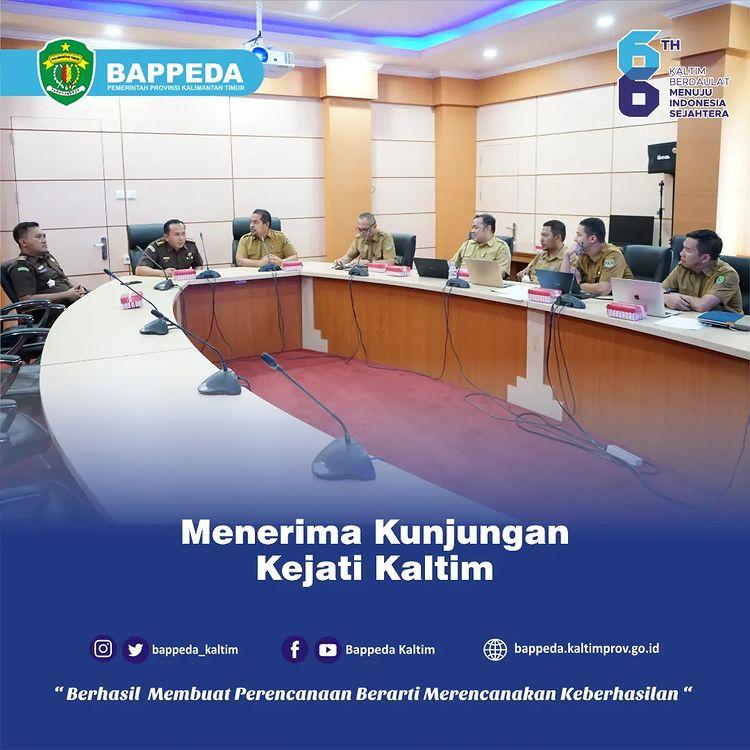 BAPPEDA
PEMERINTAH PROVINSI KALIMANTAN TIMUR
66TH
KALTIM
BERDAULAT
MENUJU
INDONESIA
SEJAHTERA
Menerima Kunjungan
Kejati Kaltim
bappeda_kaltim
Bappeda Kaltim
bappeda.kaltimprov.go.id
“ Berhasil Membuat Perencanaan Berarti Merencanakan Keberhasilan “